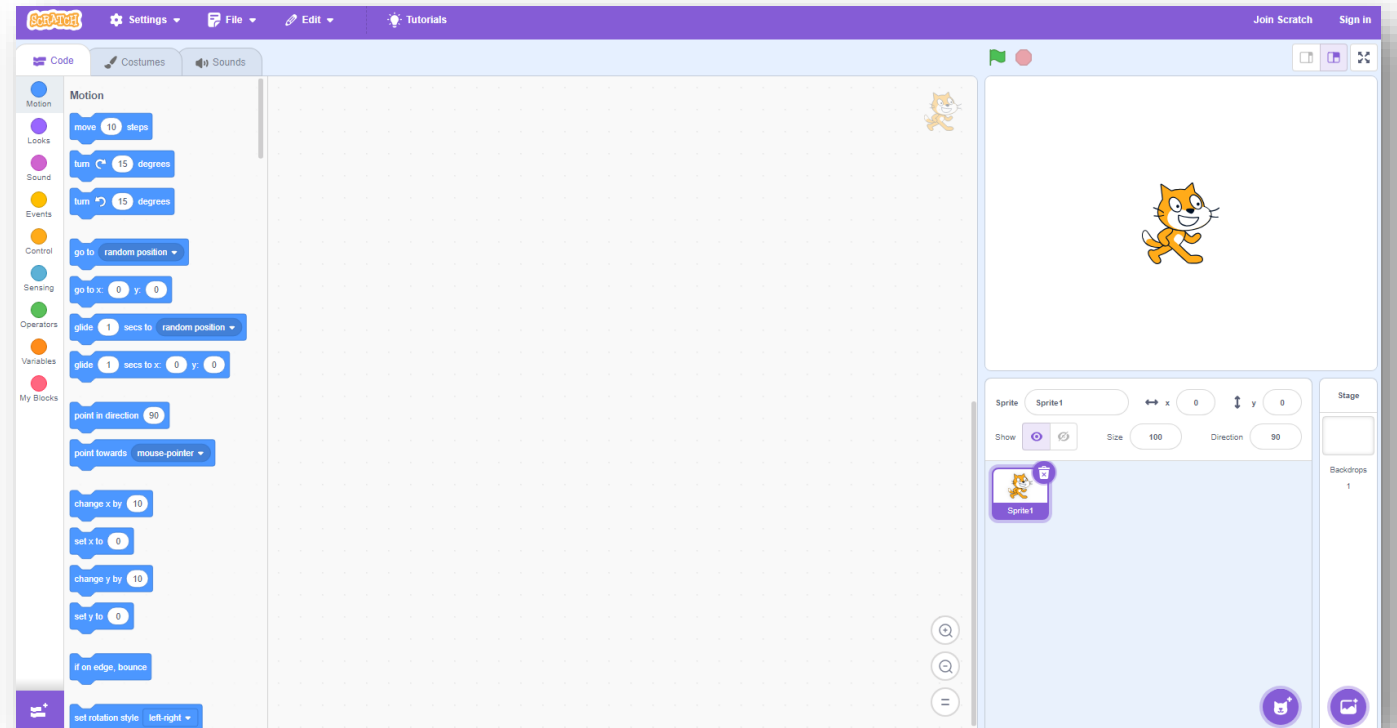 SCRATCH Settings File Edit Tutorials Join Scratch Sign in
Code Costumes Sounds
Motion
Looks
Sound
Events
Control
Sensing
Operators
Variables
My Blocks
Motion
move 10 steps
turn 15 degrees
turn 15 degrees
go to random position
go to x: 0 y: 0
glide 1 secs to random position
glide 1 secs to x: 0 y: 0
point in direction 90
point towards mouse-pointer
change x by 10
set x to 0
change y by 10
set y to 0
if on edge, bounce
set rotation style left-right
Sprite Sprite1 x 0 y 0
Show Size 100 Direction 90
Sprite1
Stage
Backdrops
1